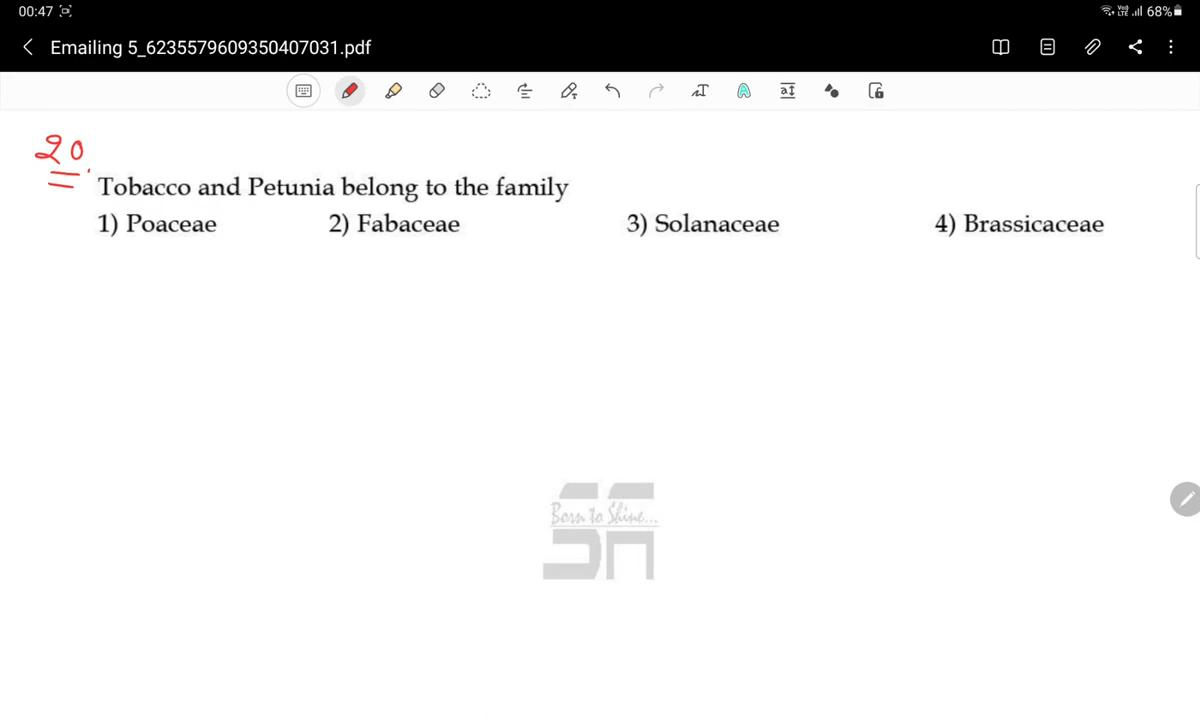 00:47 68%
Emailing 5_6235579609350407031.pdf
20.
Tobacco and Petunia belong to the family
1) Poaceae 2) Fabaceae 3) Solanaceae 4) Brassicaceae
Born to Shine...